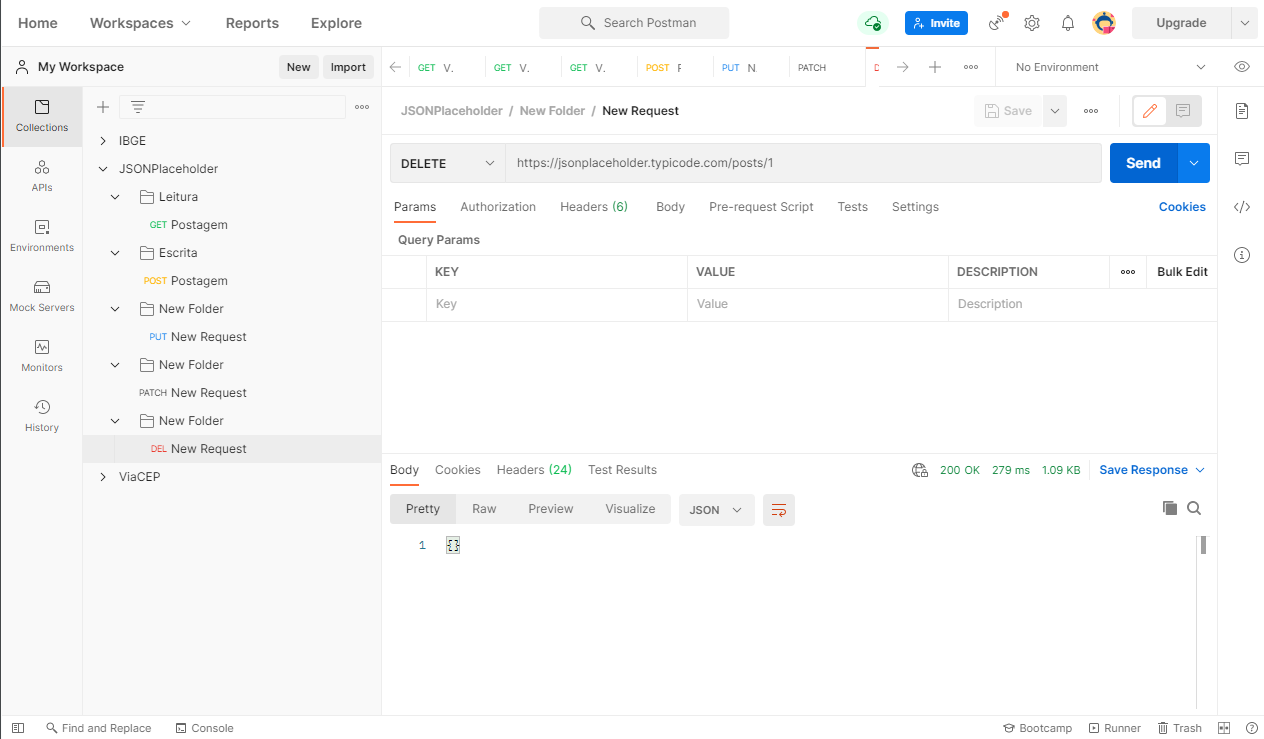 Home Workspaces Reports Explore Search Postman Invite Upgrade
My Workspace New Import GET V. GET V. GET V. POST PUT N PATCH No Environment
Collections
APIs
Environments
Mock Servers
Monitors
History
IBGE
JSONPlaceholder
Leitura
GET Postagem
Escrita
POST Postagem
New Folder
PUT New Request
New Folder
PATCH New Request
New Folder
DEL New Request
ViaCEP
JSONPlaceholder / New Folder / New Request Save
DELETE https://jsonplaceholder.typicode.com/posts/1 Send
Params Authorization Headers (6) Body Pre-request Script Tests Settings Cookies
Query Params
KEY VALUE DESCRIPTION Bulk Edit
Key Value Description
Body Cookies Headers (24) Test Results 200 OK 279 ms 1.09 KB Save Response
Pretty Raw Preview Visualize JSON
1 {}
Find and Replace Console Bootcamp Runner Trash